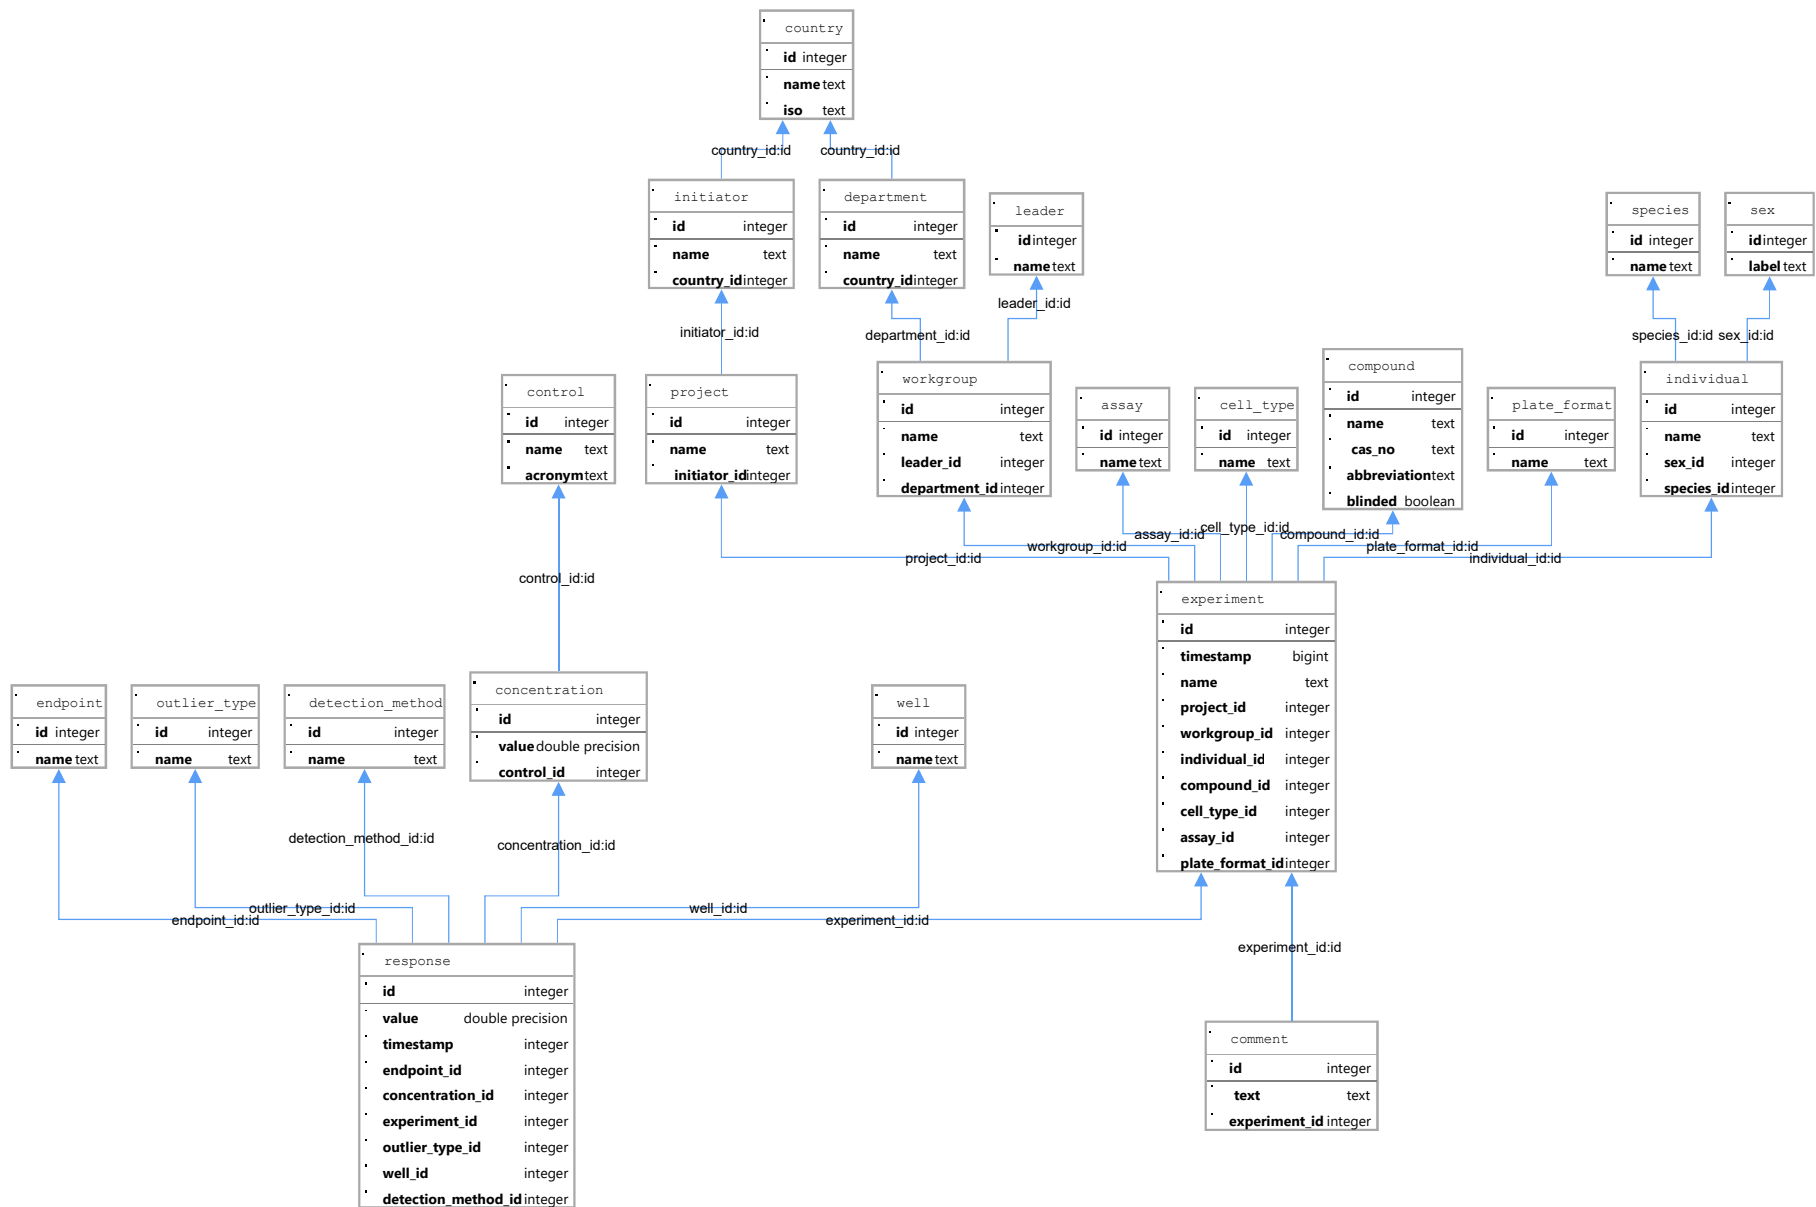 country
id integer
name text
iso text
country_id:id
country_id:id
initiator
id integer
name text
country_id integer
department
id integer
name text
country_id integer
leader
id integer
name text
species
id integer
name text
sex
id integer
label text
initiator_id:id
department_id:id
leader_id:id
species_id:id
sex_id:id
control
id integer
name text
acronym text
project
id integer
name text
initiator_id integer
workgroup
id integer
name text
leader_id integer
department_id integer
assay
id integer
name text
cell_type
id integer
name text
compound
id integer
name text
cas_no text
abbreviation text
blinded boolean
plate_format
id integer
name text
individual
id integer
name text
sex_id integer
species_id integer
control_id:id
project_id:id
workgroup_id:id
assay_id:id
cell_type_id:id
compound_id:id
plate_format_id:id
individual_id:id
experiment
id integer
timestamp bigint
name text
project_id integer
workgroup_id integer
individual_id integer
compound_id integer
cell_type_id integer
assay_id integer
plate_format_id integer
endpoint
id integer
name text
outlier_type
id integer
name text
detection_method
id integer
name text
concentration
id integer
value double precision
control_id integer
well
id integer
name text
detection_method_id:id
concentration_id:id
outlier_type_id:id
endpoint_id:id
well_id:id
experiment_id:id
experiment_id:id
response
id integer
value double precision
timestamp integer
endpoint_id integer
concentration_id integer
experiment_id integer
outlier_type_id integer
well_id integer
detection_method_id integer
comment
id integer
text text
experiment_id integer